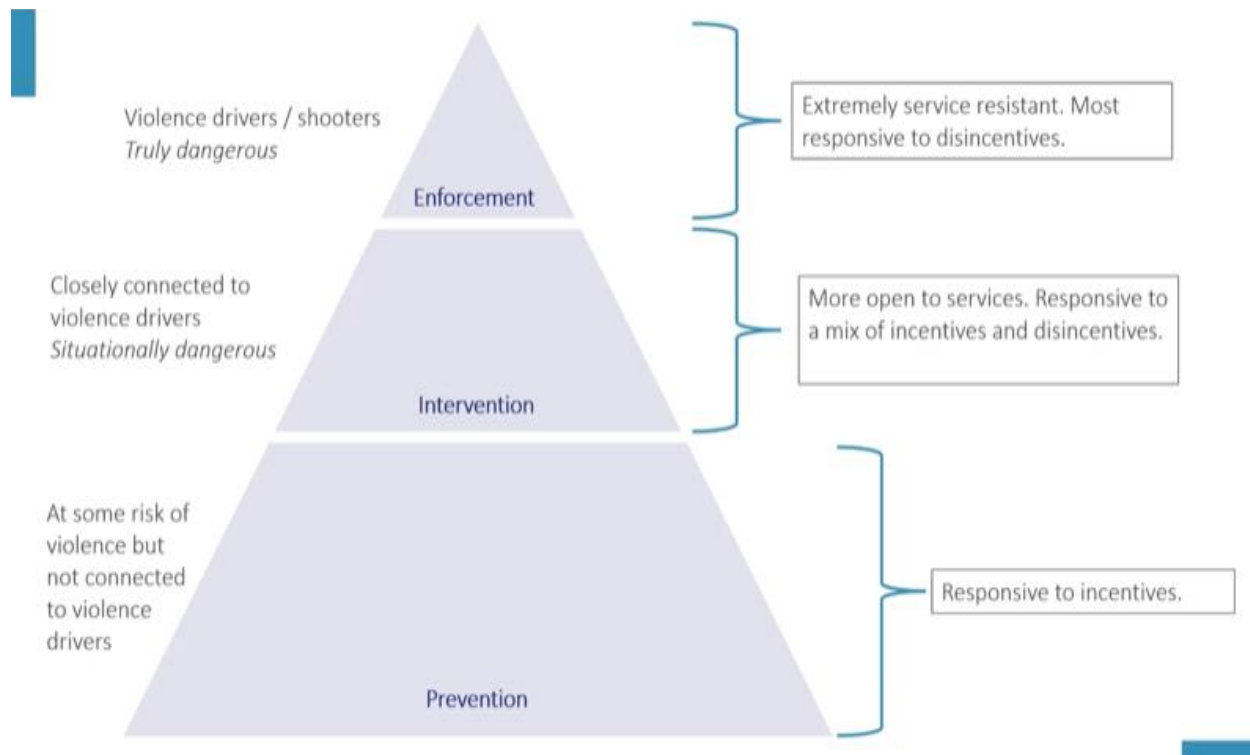 Violence drivers / shooters
Truly dangerous
Enforcement
Extremely service resistant. Most
responsive to disincentives.
Closely connected to
violence drivers
Situationally dangerous
Intervention
More open to services. Responsive to
a mix of incentives and disincentives.
At some risk of
violence but
not connected
to violence
drivers
Prevention
Responsive to incentives.